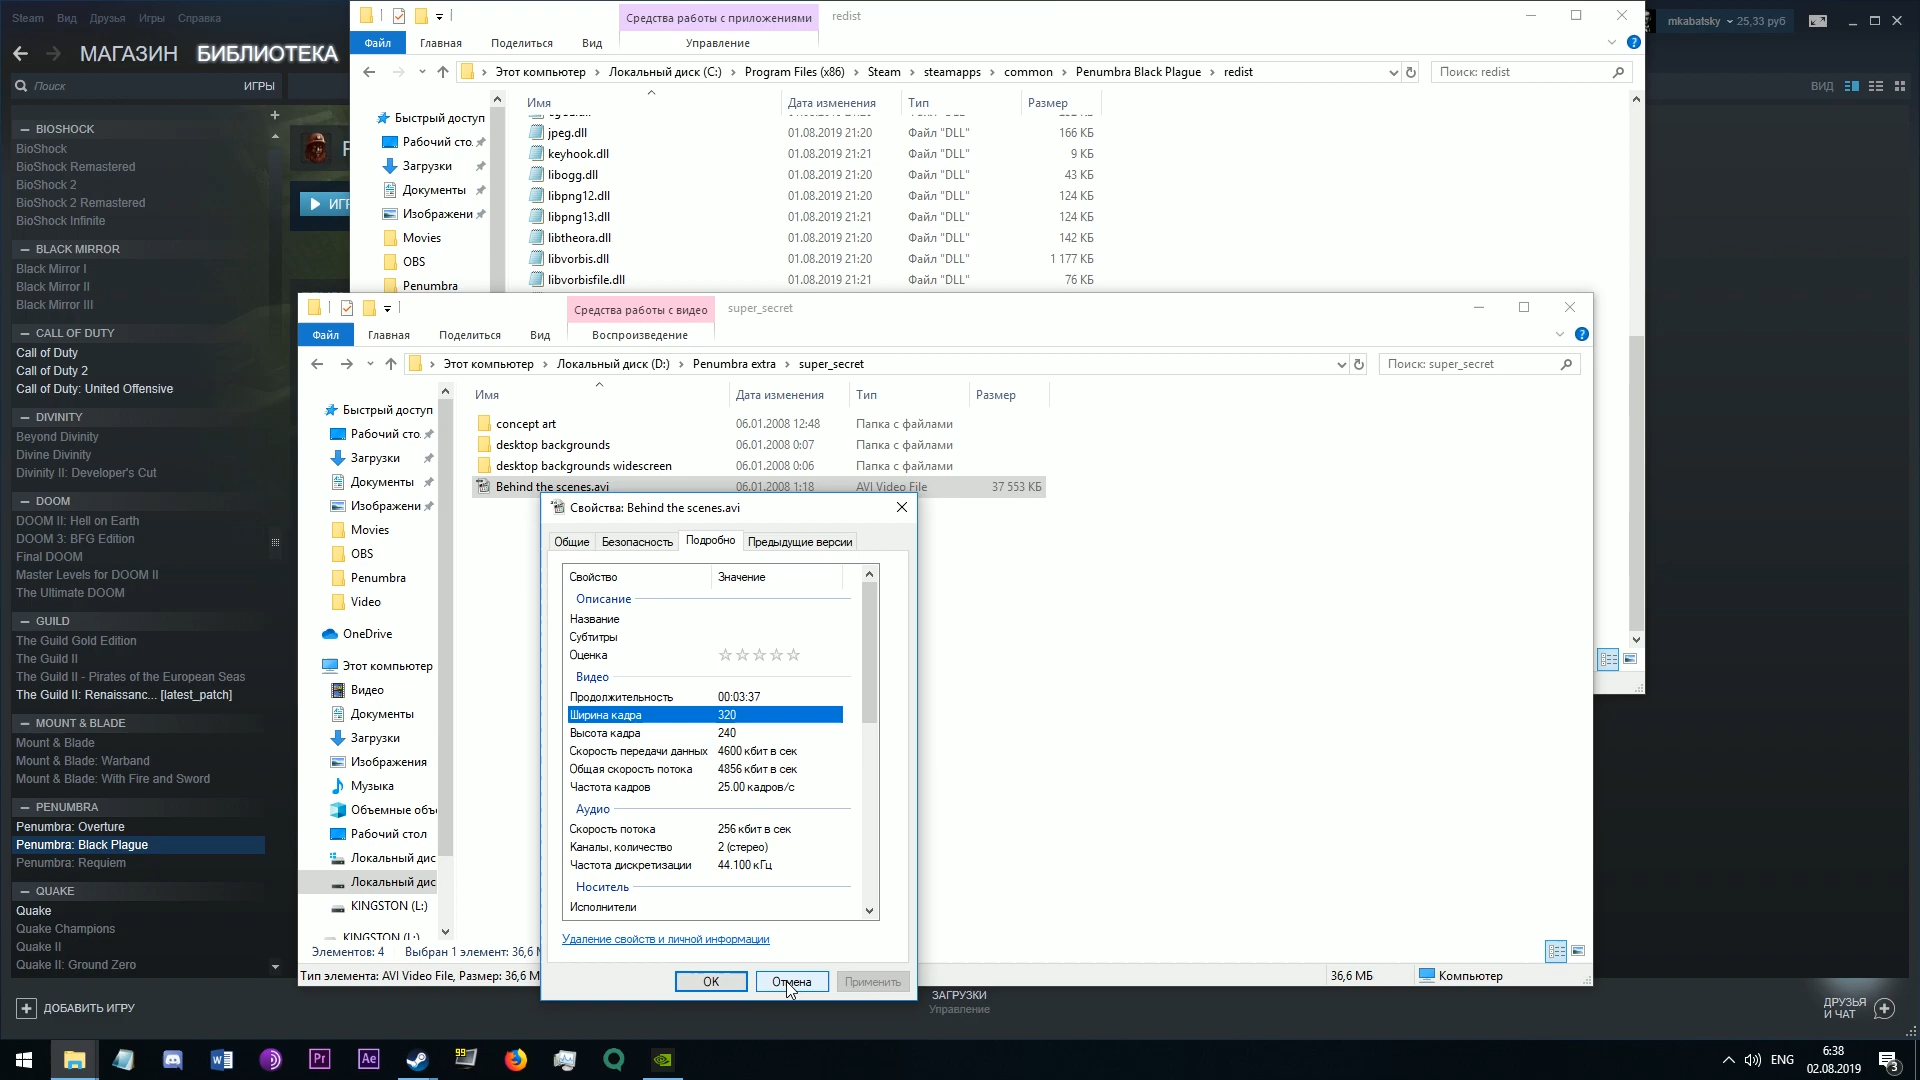 Steam Вид Друзья Игры Справка
МАГАЗИН БИБЛИОТЕКА
Поиск ИГРЫ
BIOSHOCK
BioShock
BioShock Remastered
BioShock 2
BioShock 2 Remastered
BioShock Infinite
BLACK MIRROR
Black Mirror I
Black Mirror II
Black Mirror III
CALL OF DUTY
Call of Duty
Call of Duty 2
Call of Duty: United Offensive
DIVINITY
Beyond Divinity
Divine Divinity
Divinity II: Developer's Cut
DOOM
DOOM II: Hell on Earth
DOOM 3: BFG Edition
Final DOOM
Master Levels for DOOM II
The Ultimate DOOM
GUILD
The Guild Gold Edition
The Guild II
The Guild II - Pirates of the European Seas
The Guild II: Renaissanc... [latest_patch]
MOUNT & BLADE
Mount & Blade
Mount & Blade: Warband
Mount & Blade: With Fire and Sword
PENUMBRA
Penumbra: Overture
Penumbra: Black Plague
Penumbra: Requiem
QUAKE
Quake
Quake Champions
Quake II
Quake II: Ground Zero
ДОБАВИТЬ ИГРУ
mkabatsky 25,33 руб
ВИД
Средства работы с приложениями redist
Файл Главная Поделиться Вид Управление
Этот компьютер Локальный диск (C:) Program Files (x86) Steam steamapps common Penumbra Black Plague redist
Поиск: redist
Имя Дата изменения Тип Размер
jpeg.dll 01.08.2019 21:20 Файл "DLL" 166 КБ
keyhook.dll 01.08.2019 21:21 Файл "DLL" 9 КБ
libogg.dll 01.08.2019 21:20 Файл "DLL" 43 КБ
libpng12.dll 01.08.2019 21:20 Файл "DLL" 124 КБ
libpng13.dll 01.08.2019 21:21 Файл "DLL" 124 КБ
libtheora.dll 01.08.2019 21:20 Файл "DLL" 142 КБ
libvorbis.dll 01.08.2019 21:20 Файл "DLL" 1 177 КБ
libvorbisfile.dll 01.08.2019 21:21 Файл "DLL" 76 КБ
Быстрый доступ
Рабочий сто.
Загрузки
Документы
Изображени
Movies
OBS
Penumbra
Средства работы с видео super_secret
Файл Главная Поделиться Вид Воспроизведение
Этот компьютер Локальный диск (D:) Penumbra extra super_secret
Поиск: super_secret
Имя Дата изменения Тип Размер
concept art 06.01.2008 12:48 Папка с файлами
desktop backgrounds 06.01.2008 0:07 Папка с файлами
desktop backgrounds widescreen 06.01.2008 0:06 Папка с файлами
Behind the scenes.avi 06.01.2008 1:18 AVI Video File 37 553 КБ
Быстрый доступ
Рабочий сто.
Загрузки
Документы
Изображени
Movies
OBS
Penumbra
Video
OneDrive
Этот компьютер
Видео
Документы
Загрузки
Изображения
Музыка
Объемные объ
Рабочий стол
Локальный дис
Локальный дис
KINGSTON (L:)
KINGSTON (L:)
Элементов: 4 Выбран 1 элемент: 36,6 М
Тип элемента: AVI Video File, Размер: 36,6 М
36,6 МБ Компьютер
Свойства: Behind the scenes.avi
Общие Безопасность Подробно Предыдущие версии
Свойство Значение
Описание
Название
Субтитры
Оценка
Видео
Продолжительность 00:03:37
Ширина кадра 320
Высота кадра 240
Скорость передачи данных 4600 кбит в сек
Общая скорость потока 4856 кбит в сек
Частота кадров 25.00 кадров/с
Аудио
Скорость потока 256 кбит в сек
Каналы, количество 2 (стерео)
Частота дискретизации 44.100 кГц
Носитель
Исполнители
Удаление свойств и личной информации
ОК Отмена Применить
ЗАГРУЗКИ
Управление
ДРУЗЬЯ
И ЧАТ
Pr Ae 99
ENG
6:38
02.08.2019
3